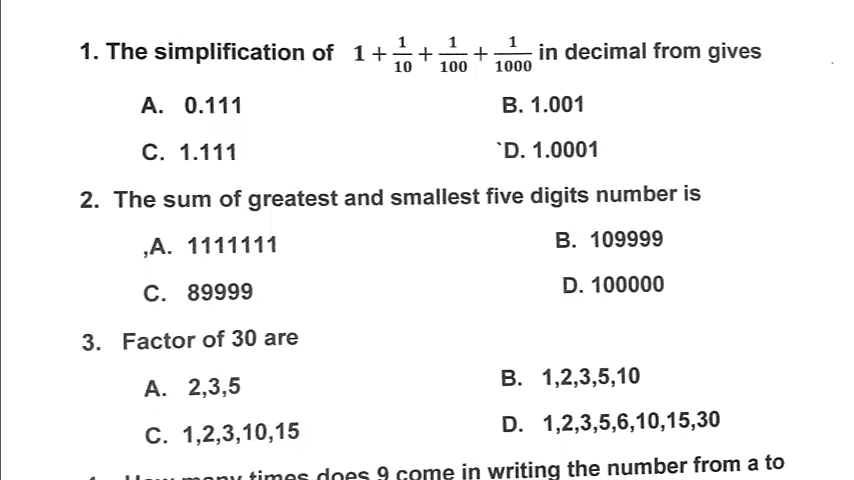 1. The simplification of 1 + 1/10 + 1/100 + 1/1000 in decimal from gives
A. 0.111 B. 1.001
C. 1.111 `D. 1.0001
2. The sum of greatest and smallest five digits number is
,A. 1111111 B. 109999
C. 89999 D. 100000
3. Factor of 30 are
A. 2,3,5 B. 1,2,3,5,10
C. 1,2,3,10,15 D. 1,2,3,5,6,10,15,30
many times does 9 come in writing the number from a to